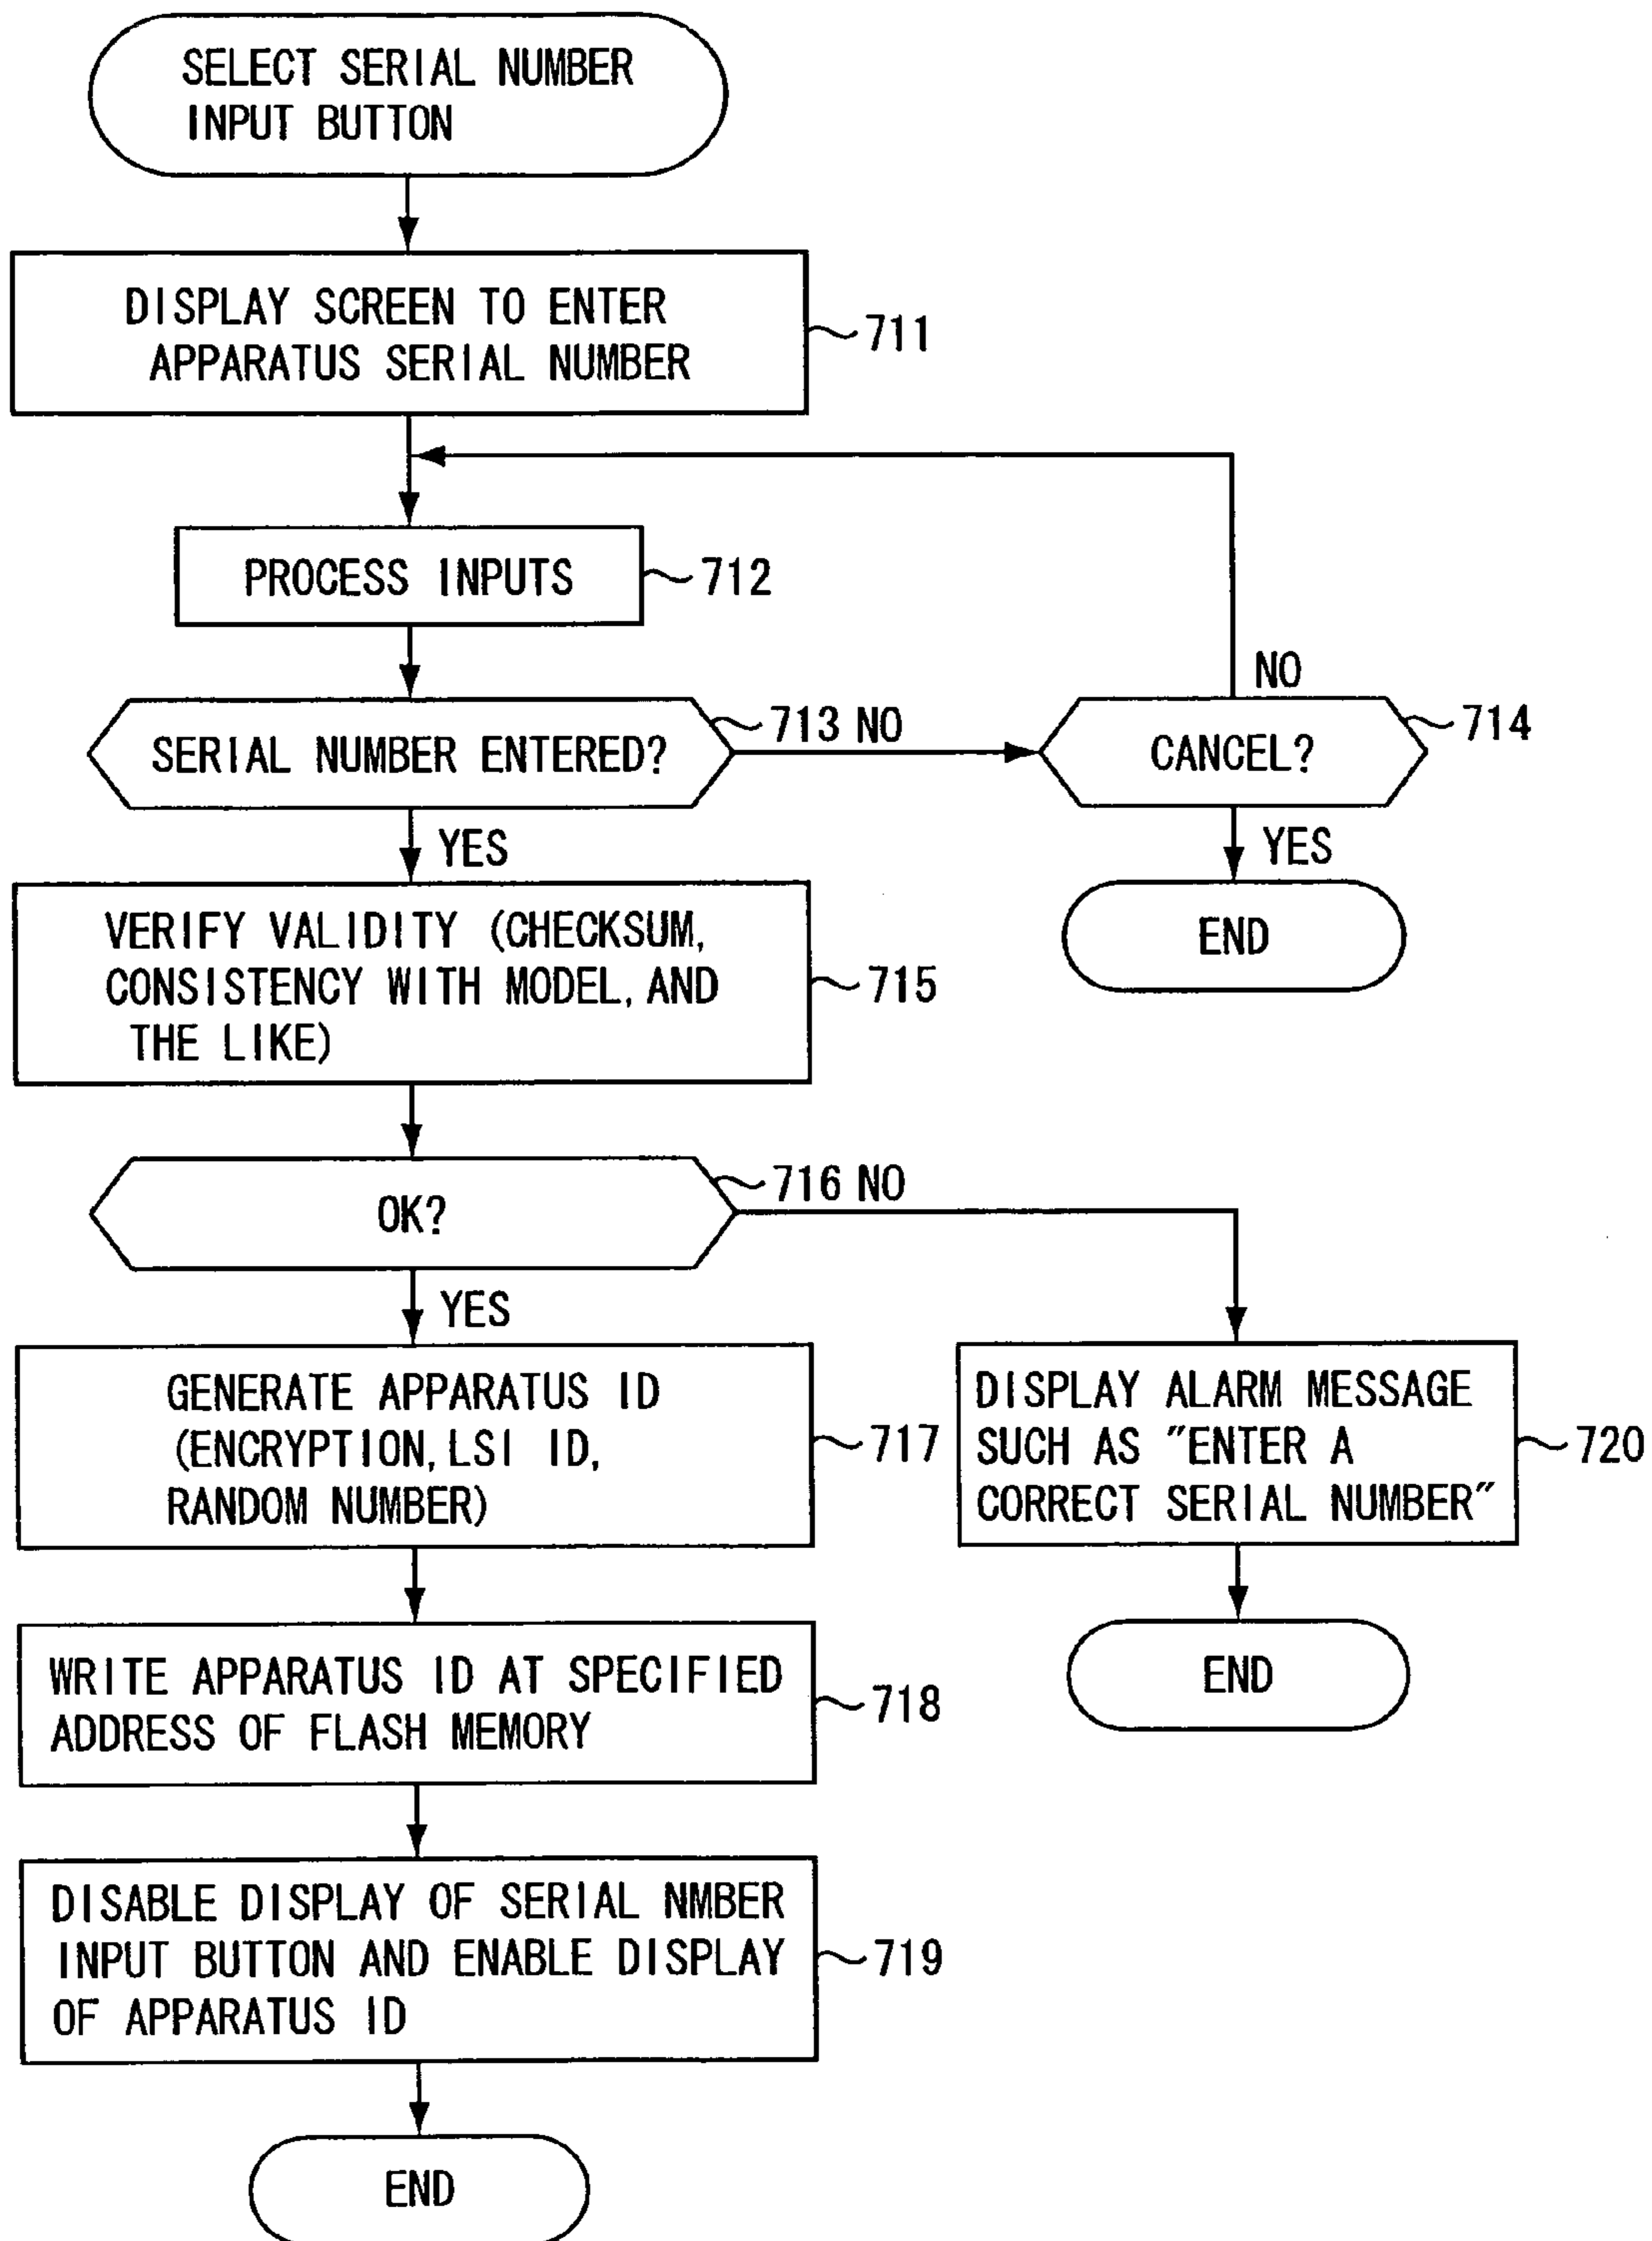 SELECT SERIAL NUMBER
INPUT BUTTON
DISPLAY SCREEN TO ENTER
APPARATUS SERIAL NUMBER
711
PROCESS INPUTS
712
SERIAL NUMBER ENTERED?
713 NO
NO
CANCEL?
714
YES
YES
END
VERIFY VALIDITY (CHECKSUM,
CONSISTENCY WITH MODEL, AND
THE LIKE)
715
OK?
716 NO
YES
GENERATE APPARATUS ID
(ENCRYPTION, LSI ID,
RANDOM NUMBER)
717
DISPLAY ALARM MESSAGE
SUCH AS "ENTER A
CORRECT SERIAL NUMBER"
720
END
WRITE APPARATUS ID AT SPECIFIED
ADDRESS OF FLASH MEMORY
718
DISABLE DISPLAY OF SERIAL NMBER
INPUT BUTTON AND ENABLE DISPLAY
OF APPARATUS ID
719
END